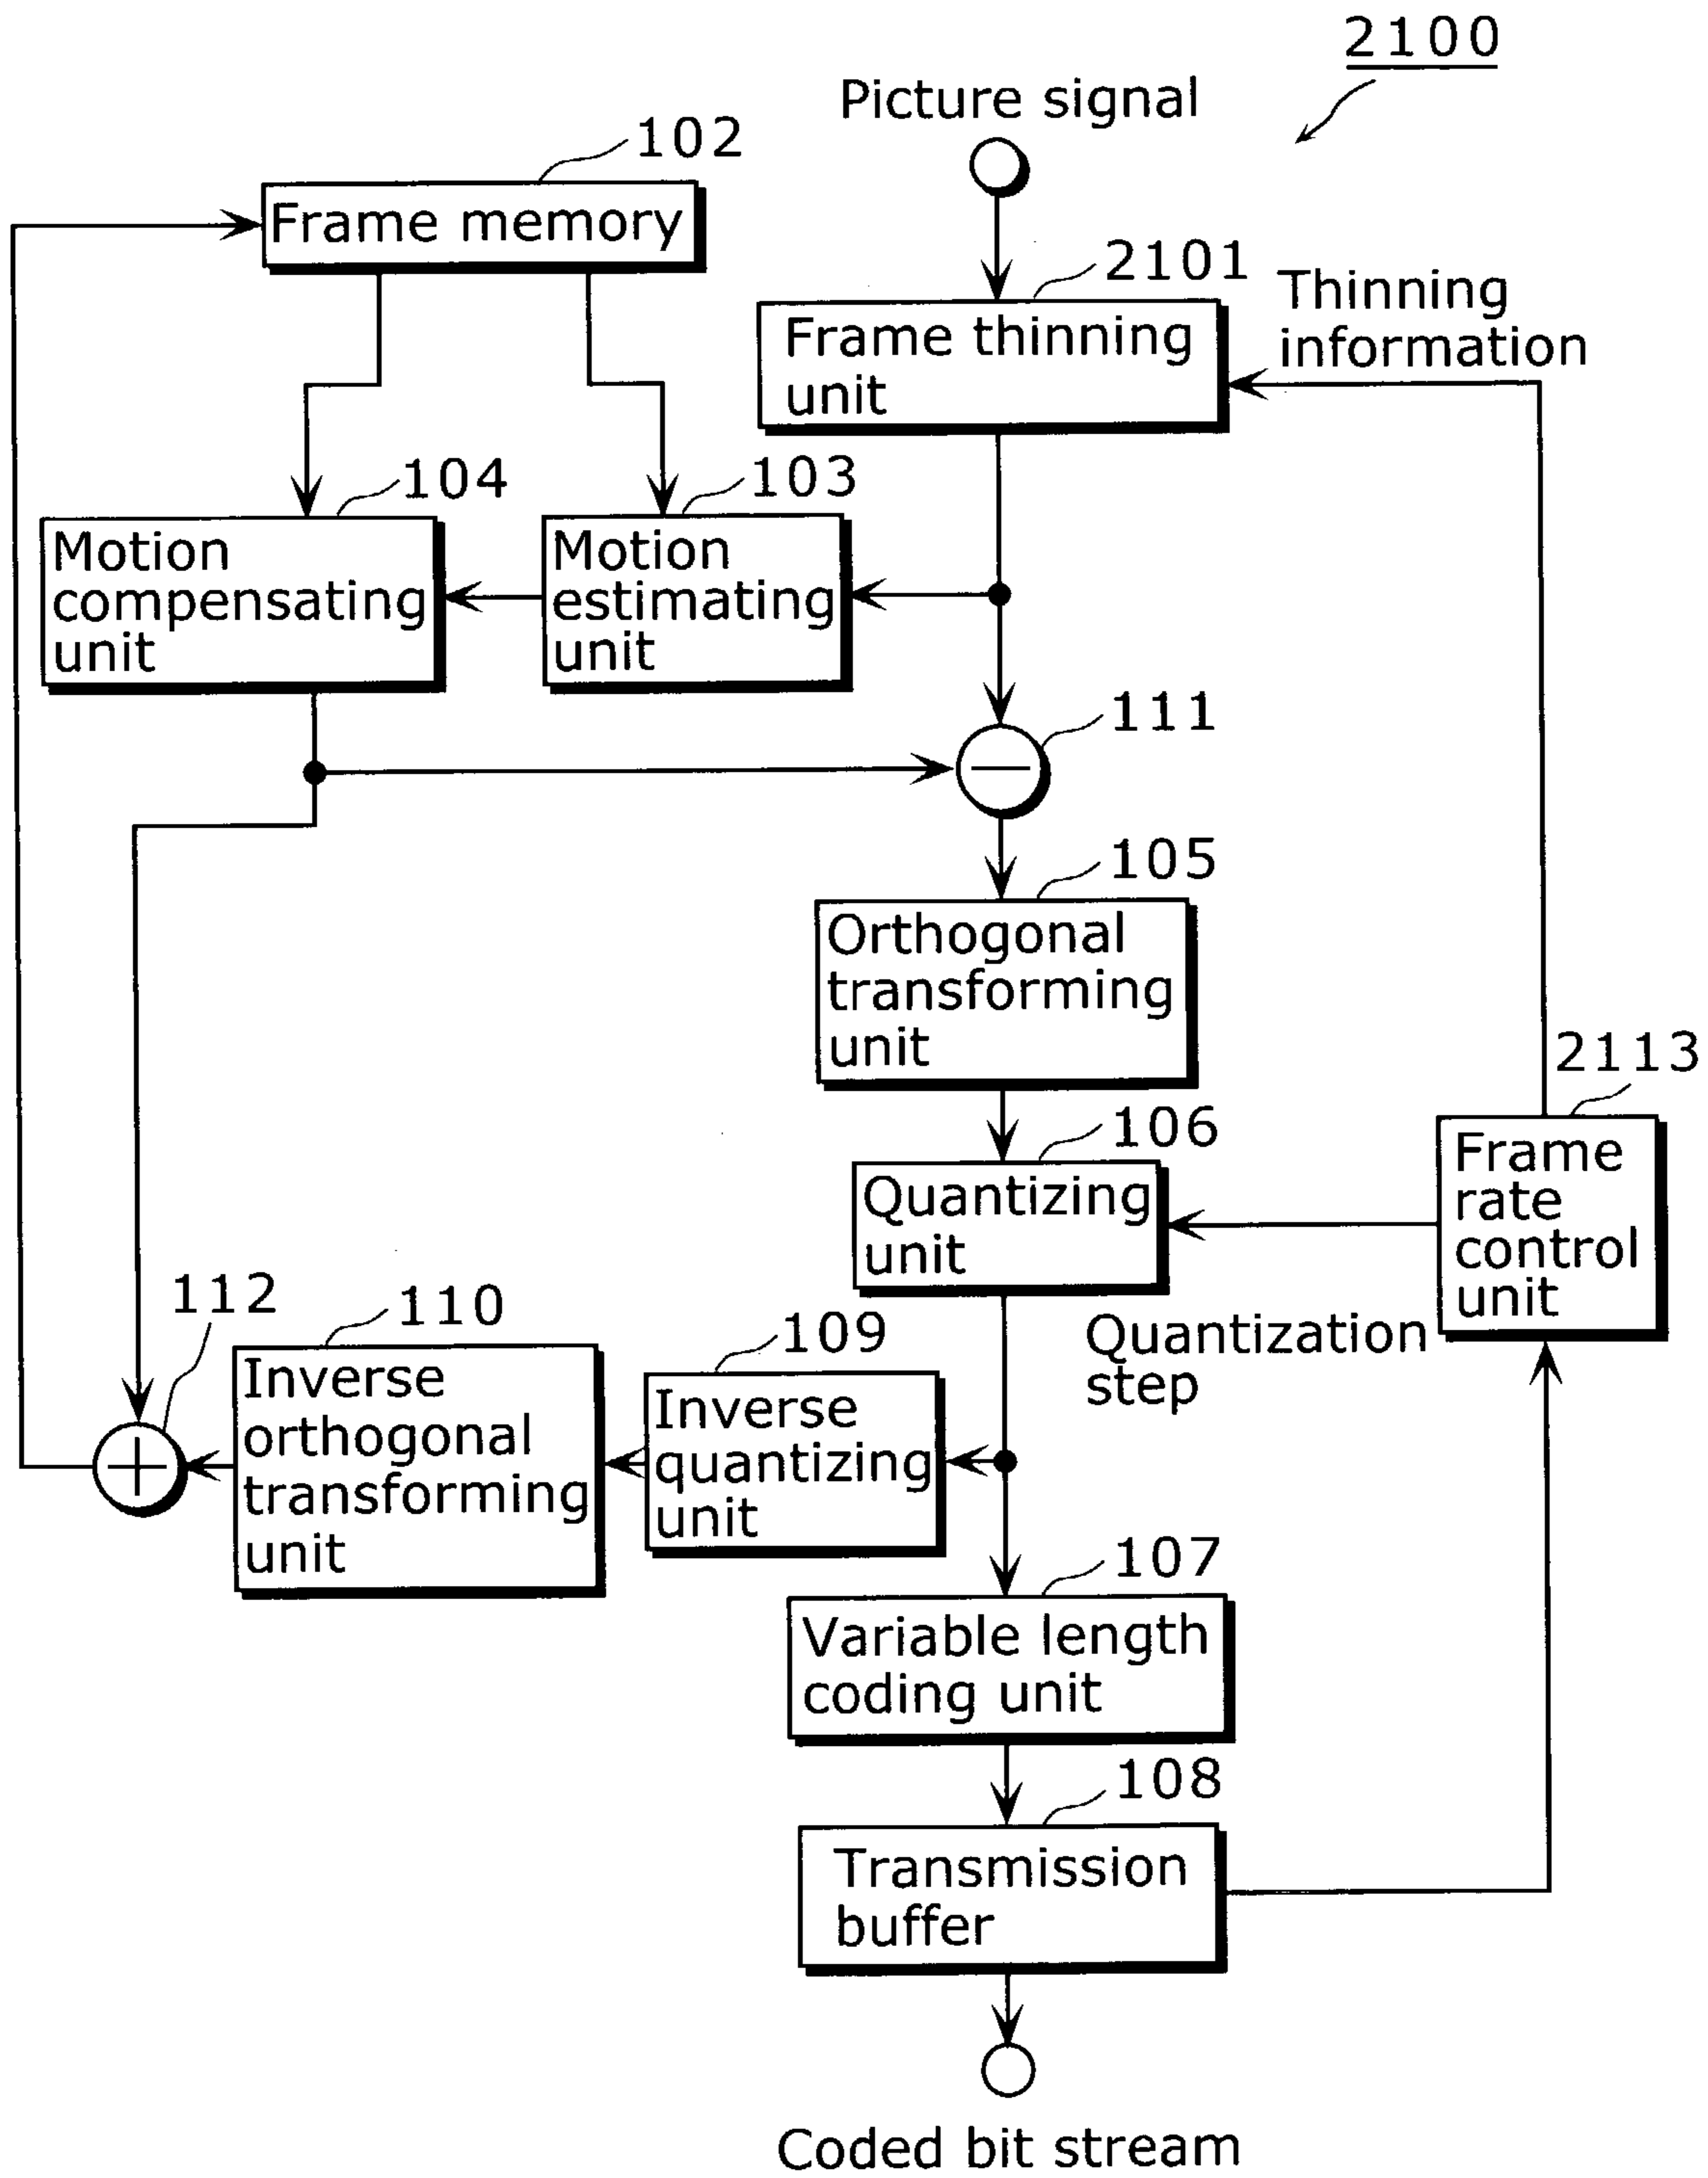 2100
Picture signal
102
Frame memory
2101
Thinning
information
Frame thinning
unit
104
103
Motion
compensating
unit
Motion
estimating
unit
111
105
Orthogonal
transforming
unit
2113
106
Frame
rate
control
unit
Quantizing
unit
112
110
109
Quantization
step
Inverse
orthogonal
transforming
unit
Inverse
quantizing
unit
107
Variable length
coding unit
108
Transmission
buffer
Coded bit stream